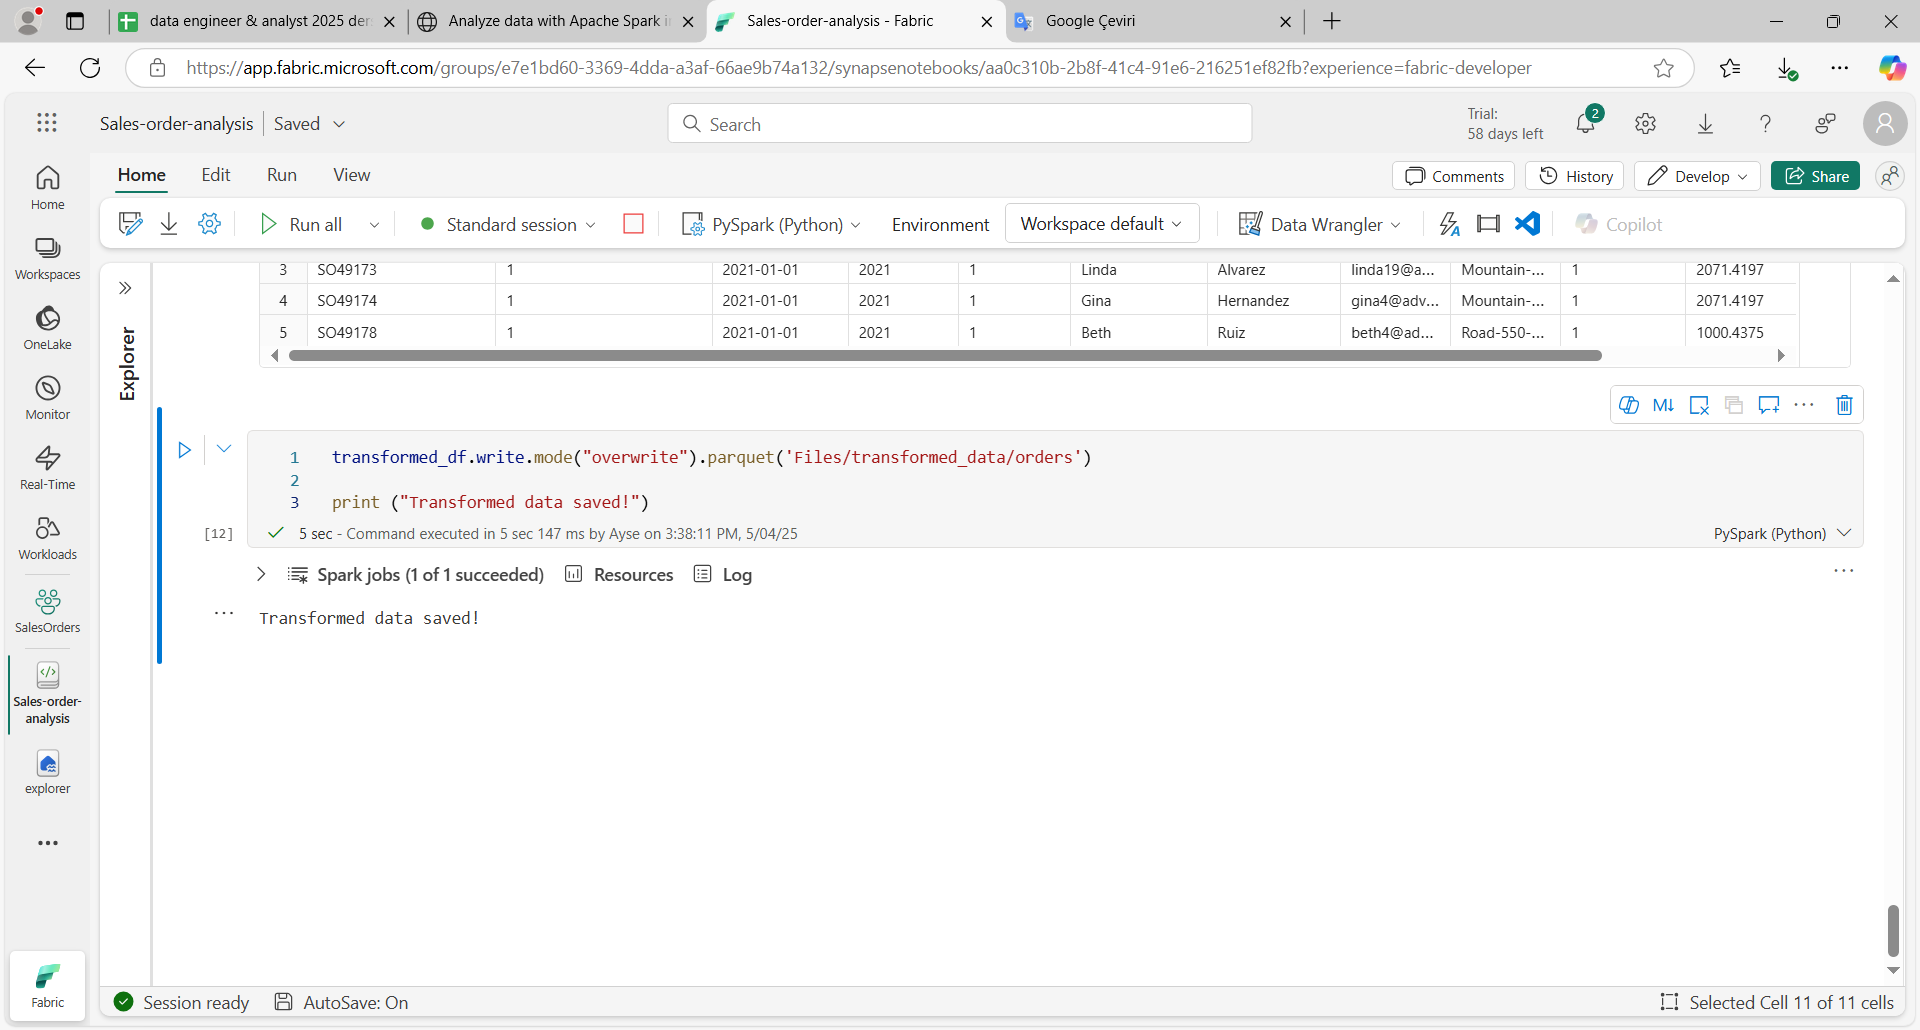 data engineer & analyst 2025 der
Analyze data with Apache Spark i
Sales-order-analysis - Fabric
Google Çeviri
https://app.fabric.microsoft.com/groups/e7e1bd60-3369-4dda-a3af-66ae9b74a132/synapsenotebooks/aa0c310b-2b8f-41c4-91e6-216251ef82fb?experience=fabric-developer
Sales-order-analysis | Saved
Search
Trial:
58 days left
2
Home Edit Run View
Comments History Develop Share
Run all Standard session PySpark (Python) Environment Workspace default Data Wrangler Copilot
Home
Workspaces
OneLake
Monitor
Real-Time
Workloads
SalesOrders
Sales-order-
analysis
explorer
Fabric
Explorer
3 SO49173 1 2021-01-01 2021 1 Linda Alvarez linda19@a... Mountain-... 1 2071.4197
4 SO49174 1 2021-01-01 2021 1 Gina Hernandez gina4@adv... Mountain-... 1 2071.4197
5 SO49178 1 2021-01-01 2021 1 Beth Ruiz beth4@ad... Road-550-... 1 1000.4375
M↓
1 transformed_df.write.mode("overwrite").parquet('Files/transformed_data/orders')
2
3 print ("Transformed data saved!")
[12] 5 sec - Command executed in 5 sec 147 ms by Ayse on 3:38:11 PM, 5/04/25 PySpark (Python)
Spark jobs (1 of 1 succeeded) Resources Log
Transformed data saved!
Session ready AutoSave: On Selected Cell 11 of 11 cells